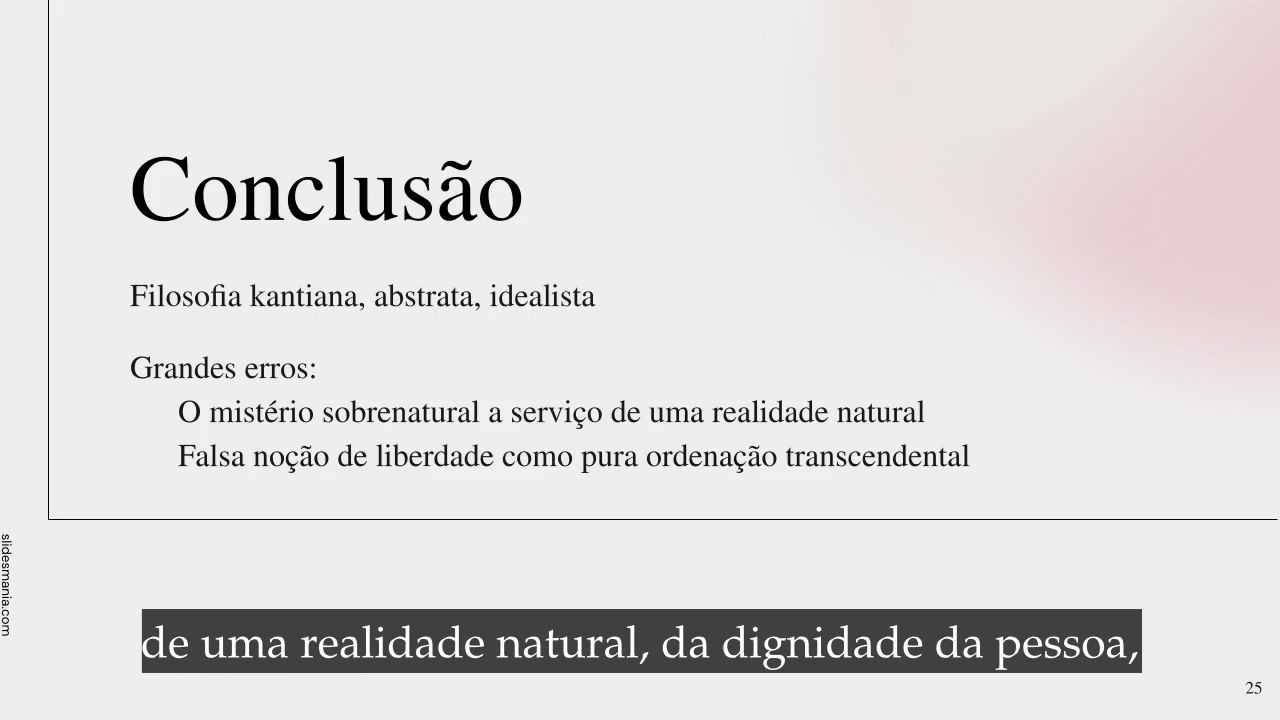 Conclusão
Filosofia kantiana, abstrata, idealista
Grandes erros:
O mistério sobrenatural a serviço de uma realidade natural
Falsa noção de liberdade como pura ordenação transcendental
slidesmania.com
de uma realidade natural, da dignidade da pessoa,
25